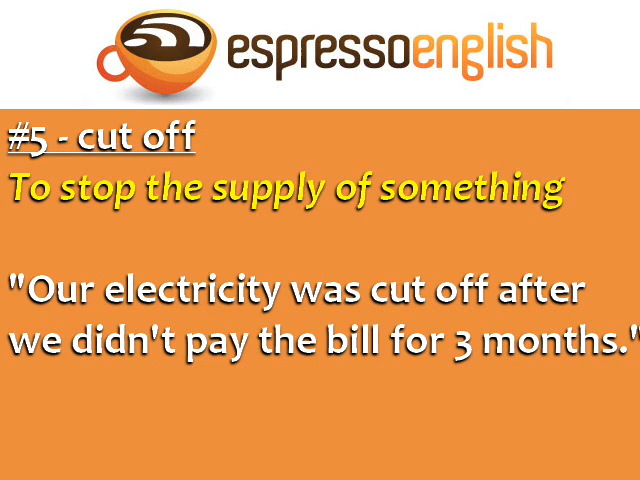 espressoenglish
#5 - cut off
To stop the supply of something
"Our electricity was cut off after
we didn't pay the bill for 3 months."